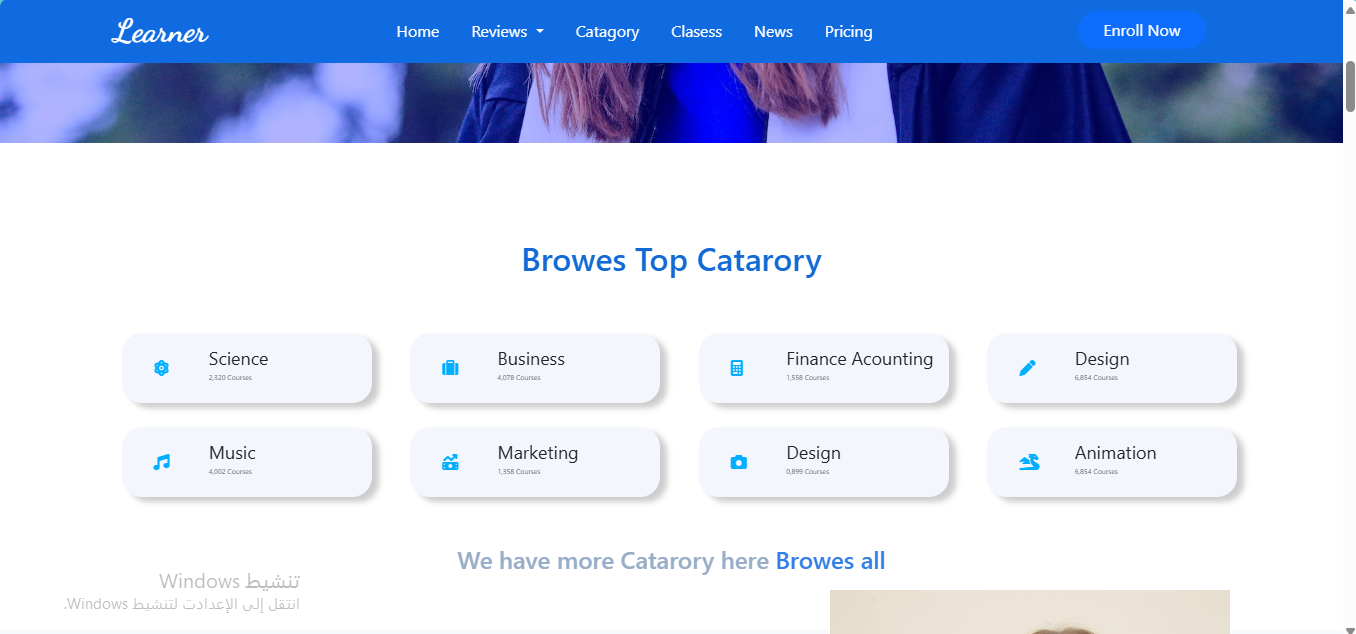 Learner
Home Reviews Catagory Clasess News Pricing Enroll Now
Browes Top Catarory
Science Business Finance Acounting Design
2,320 Courses 4,078 Courses 1,558 Courses 6,854 Courses
Music Marketing Design Animation
4,002 Courses 1,358 Courses 0,899 Courses 6,854 Courses
We have more Catarory here Browes all
تنشيط Windows
انتقل إلى الإعدادت لتنشيط Windows.